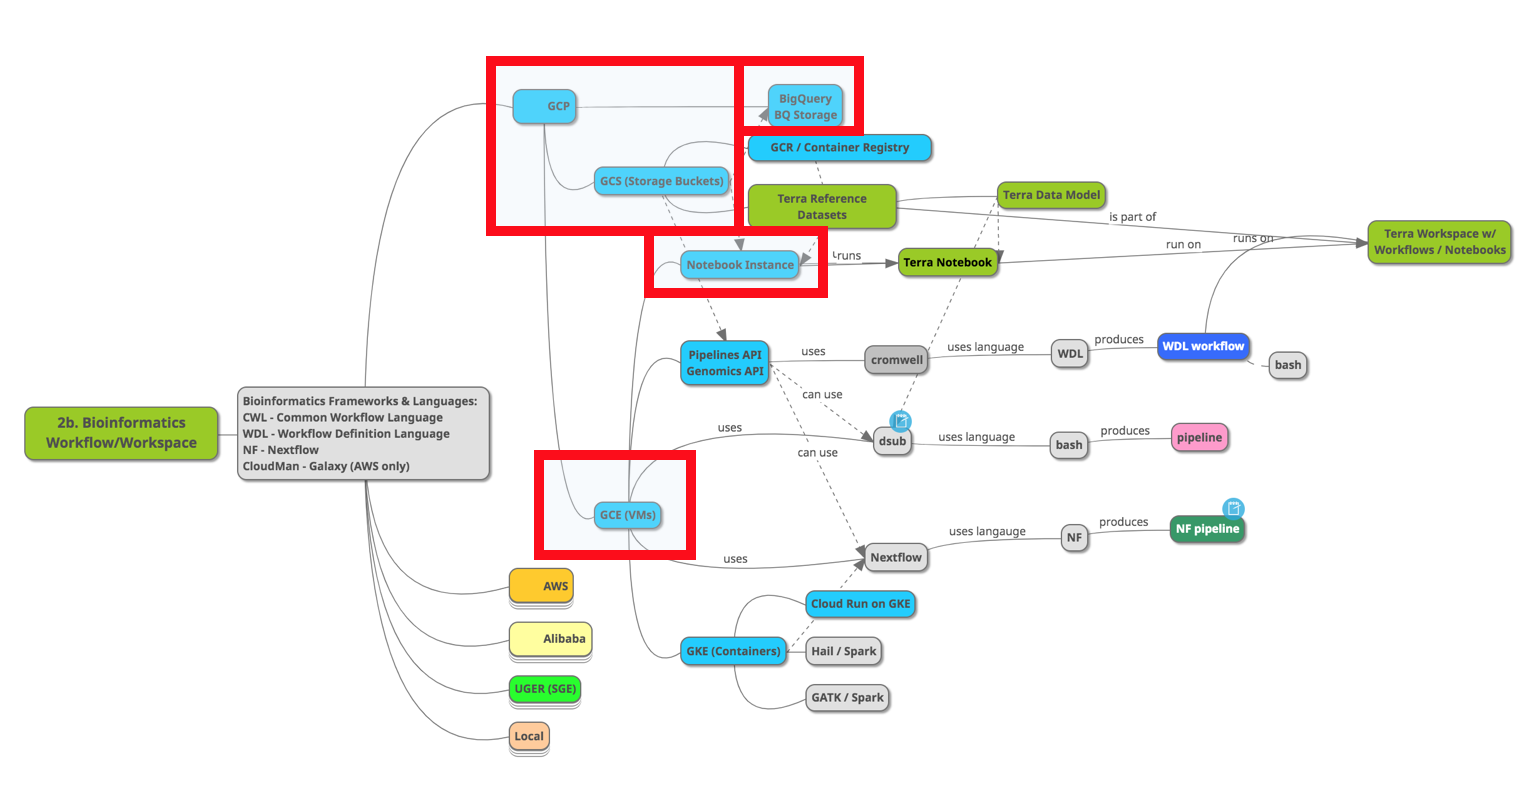 2b. Bioinformatics
Workflow/Workspace
Bioinformatics Frameworks & Languages:
CWL - Common Workflow Language
WDL - Workflow Definition Language
NF - Nextflow
CloudMan - Galaxy (AWS only)
GCP
BigQuery
BQ Storage
GCS (Storage Buckets)
GCR / Container Registry
Terra Reference
Datasets
Terra Data Model
is part of
Terra Workspace w/
Workflows / Notebooks
Notebook Instance
runs
Terra Notebook
run on
runs on
Pipelines API
Genomics API
uses
cromwell
uses language
WDL
produces
WDL workflow
bash
can use
uses
dsub
uses language
bash
produces
pipeline
can use
GCE (VMs)
uses
Nextflow
uses langauge
NF
produces
NF pipeline
GKE (Containers)
Cloud Run on GKE
Hail / Spark
GATK / Spark
AWS
Alibaba
UGER (SGE)
Local